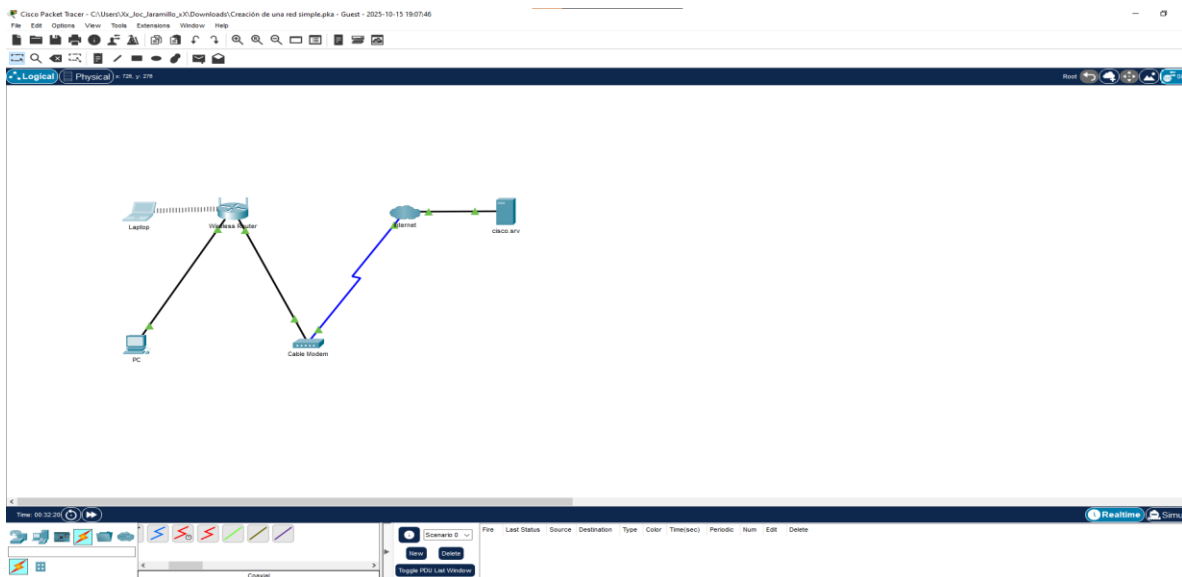 Cisco Packet Tracer - C:\Users\Xx_Joc_Jaramillo_xX\Downloads\Creación de una red simple.pka - Guest - 2025-10-15 19:07:46
File Edit Options View Tools Extensions Window Help
Logical Physical x: 726, y: 278 Root
Laptop Wireless Router Internet cisco.srv
PC Cable Modem
Time: 00:32:20 Realtime Simu
Scenario 0 Fire Last Status Source Destination Type Color Time(sec) Periodic Num Edit Delete
New Delete
Toggle PDU List Window
Coaxial